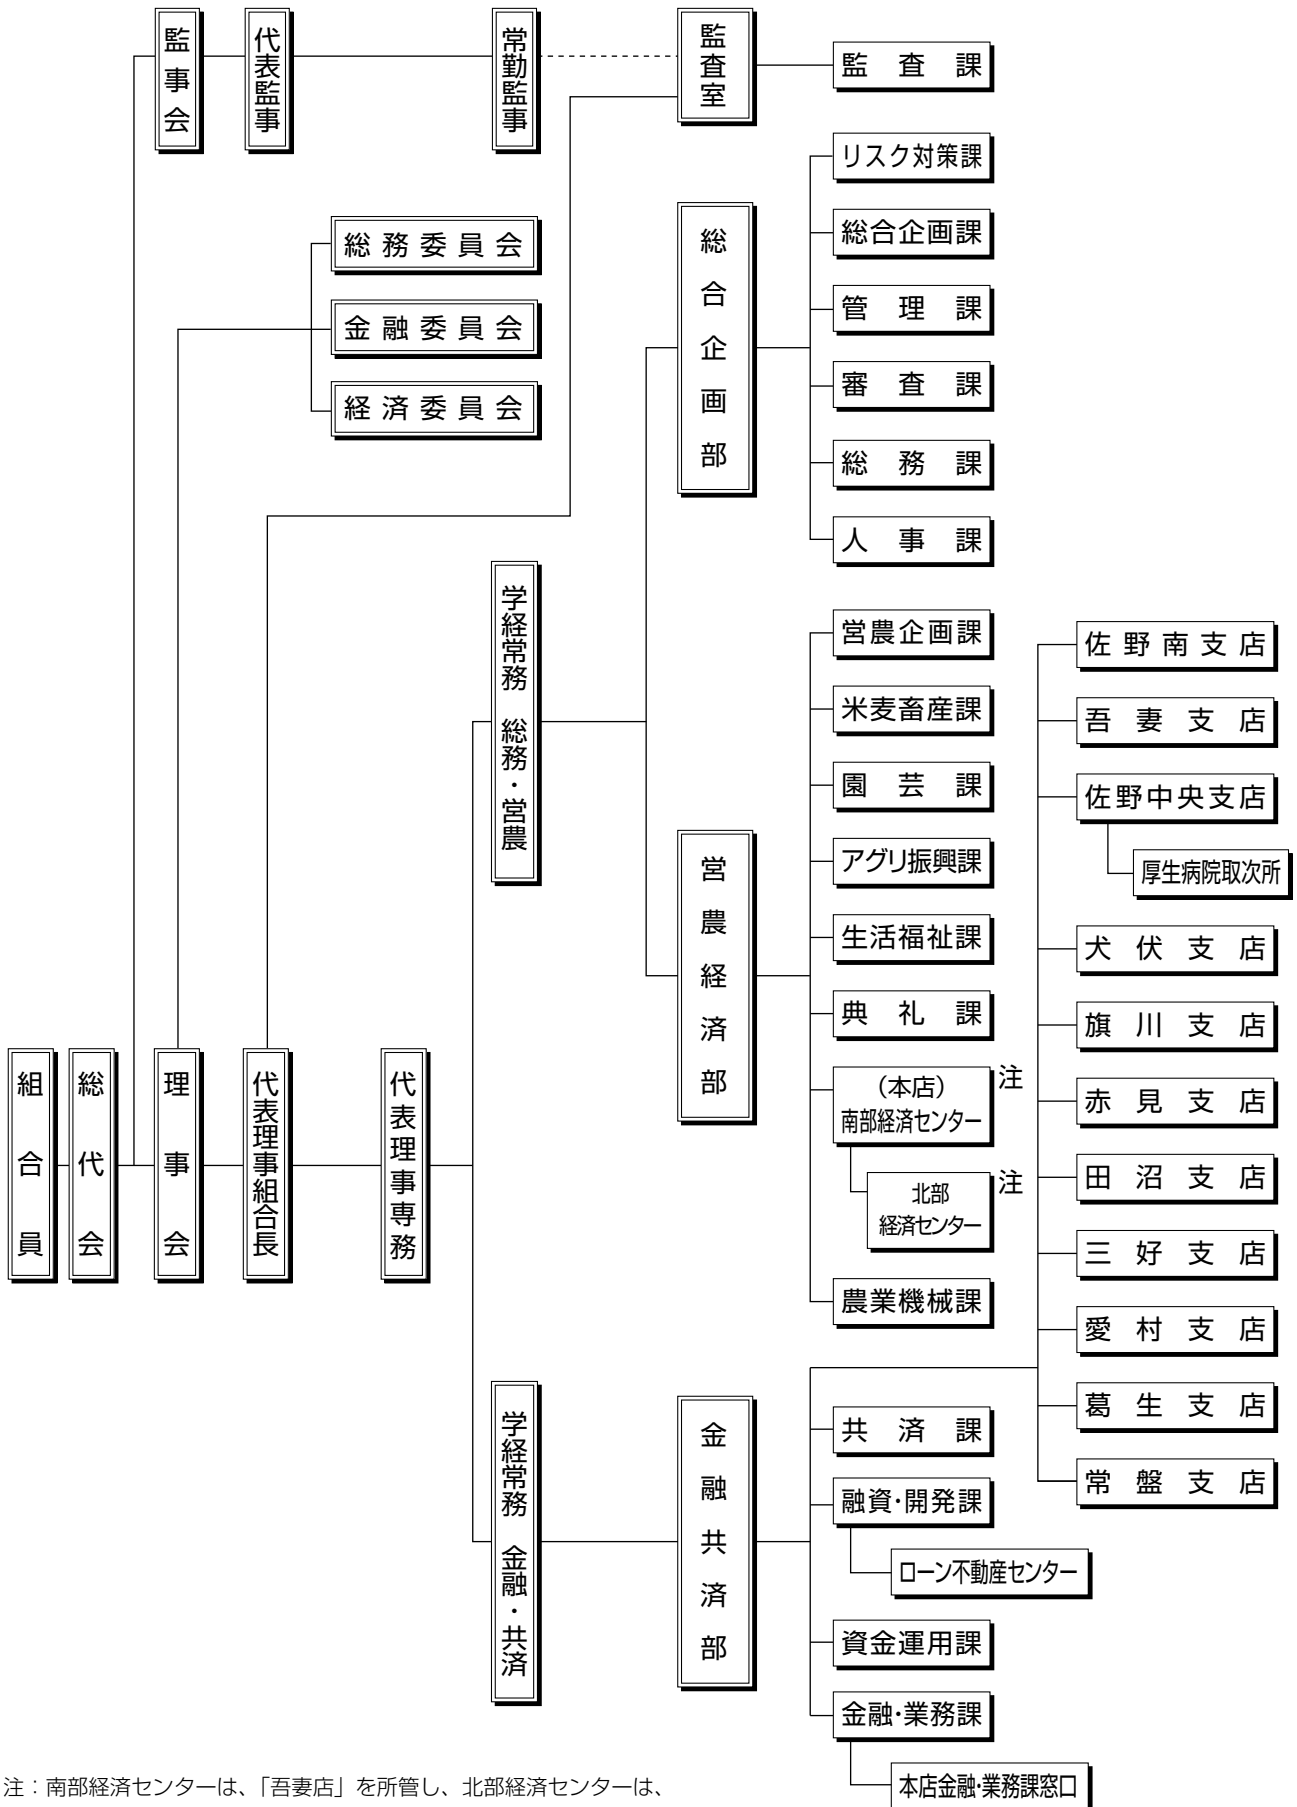 監事会
代表監事
常勤監事
監査室
監査課
総務委員会
金融委員会
経済委員会
総合企画部
リスク対策課
総合企画課
管理課
審査課
総務課
人事課
組合員
総代会
理事会
代表理事組合長
代表理事専務
学経常務 総務・営農
営農経済部
営農企画課
米麦畜産課
園芸課
アグリ振興課
生活福祉課
典礼課
(本店)
南部経済センター
注
北部
経済センター
注
農業機械課
学経常務 金融・共済
金融共済部
共済課
融資・開発課
ローン不動産センター
資金運用課
金融・業務課
本店金融・業務課窓口
佐野南支店
吾妻支店
佐野中央支店
厚生病院取次所
犬伏支店
旗川支店
赤見支店
田沼支店
三好支店
愛村支店
葛生支店
常盤支店
注：南部経済センターは、「吾妻店」を所管し、北部経済センターは、